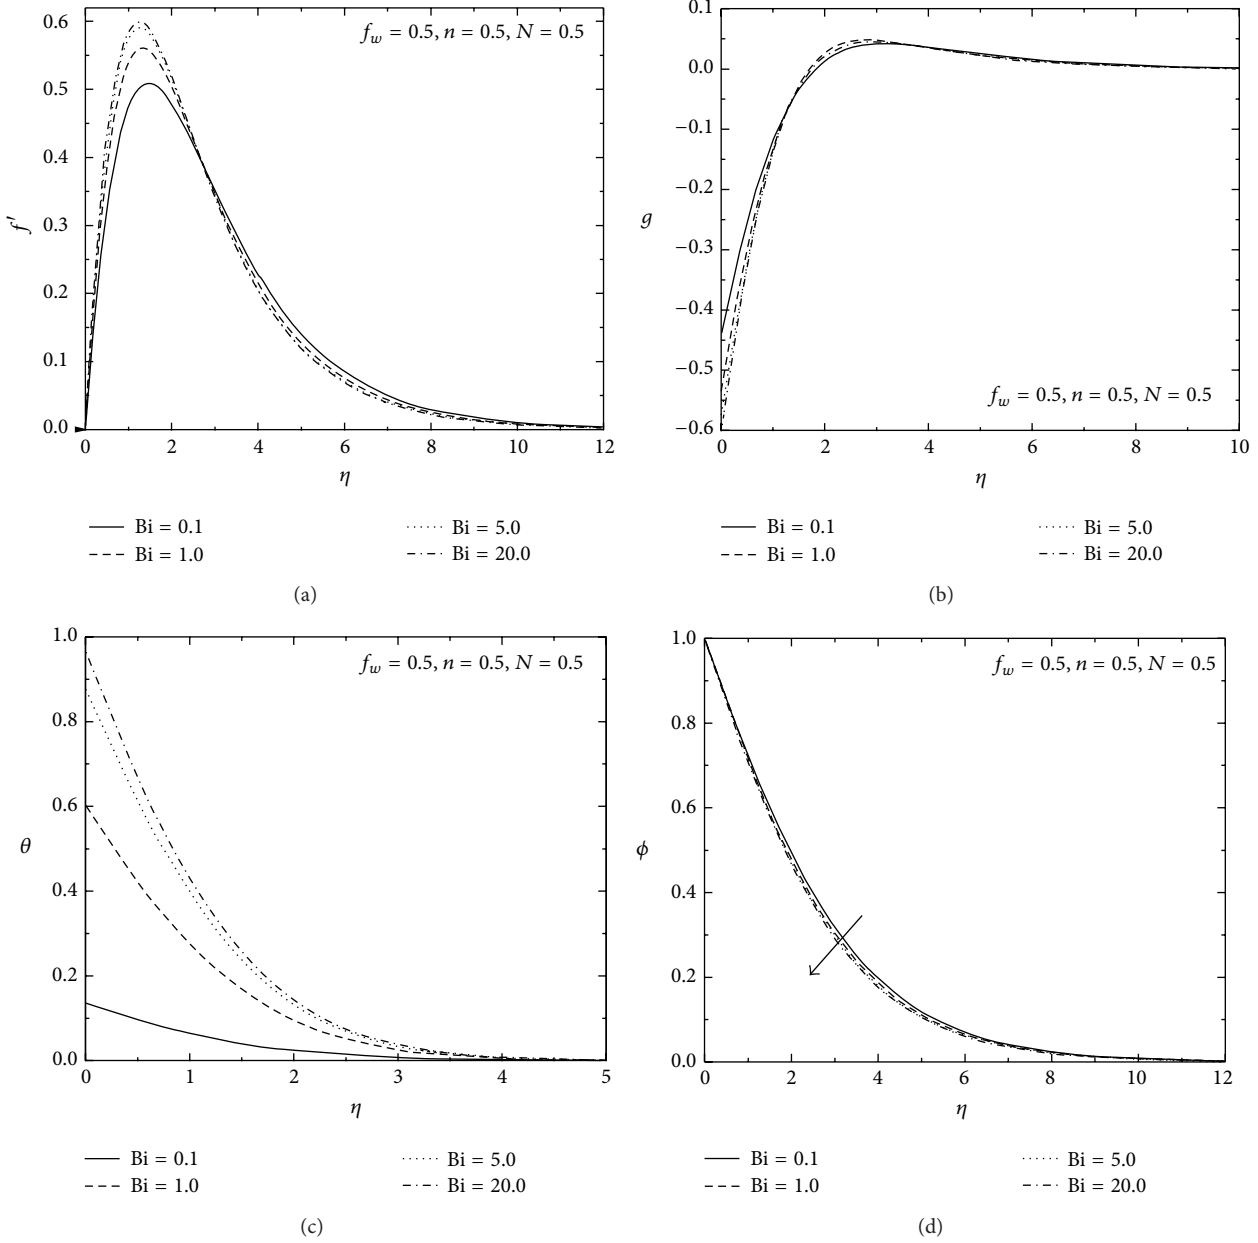 f_w = 0.5, n = 0.5, N = 0.5
0.6
0.5
0.4
0.3
0.2
0.1
0.0
f′
0 2 4 6 8 10 12
η
Bi = 0.1 Bi = 5.0
Bi = 1.0 Bi = 20.0
(a)
0.1
0.0
−0.1
−0.2
−0.3
−0.4
−0.5
−0.6
g
f_w = 0.5, n = 0.5, N = 0.5
0 2 4 6 8 10
η
Bi = 0.1 Bi = 5.0
Bi = 1.0 Bi = 20.0
(b)
f_w = 0.5, n = 0.5, N = 0.5
1.0
0.8
0.6
0.4
0.2
0.0
θ
0 1 2 3 4 5
η
Bi = 0.1 Bi = 5.0
Bi = 1.0 Bi = 20.0
(c)
f_w = 0.5, n = 0.5, N = 0.5
1.0
0.8
0.6
0.4
0.2
0.0
ϕ
0 2 4 6 8 10 12
η
Bi = 0.1 Bi = 5.0
Bi = 1.0 Bi = 20.0
(d)